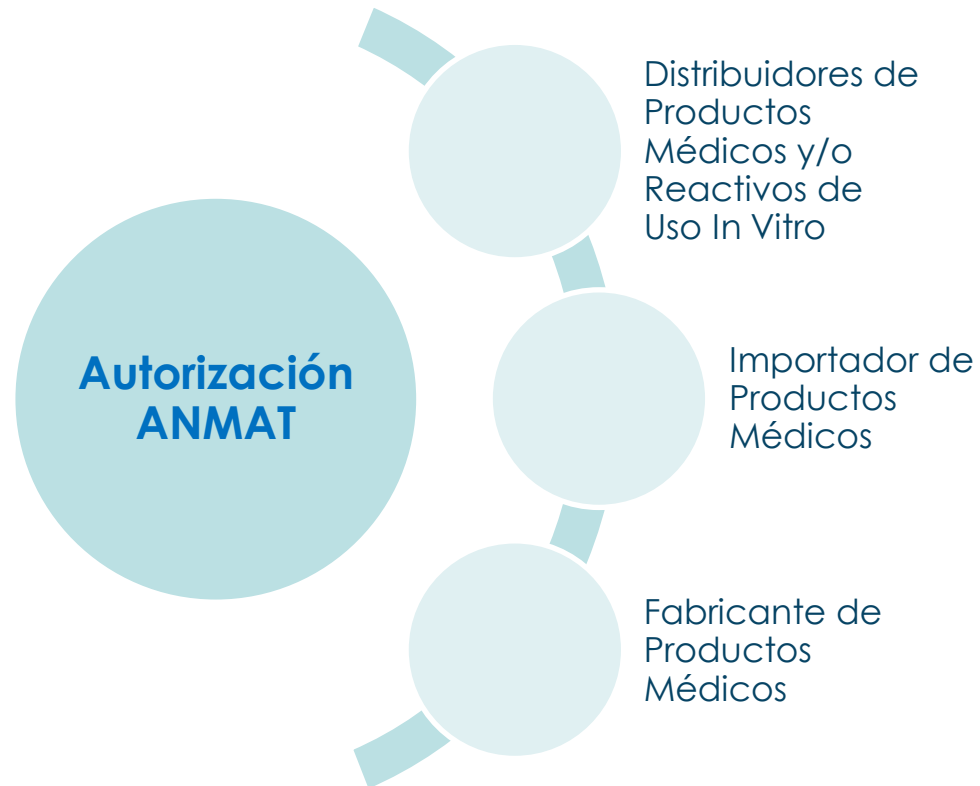 Distribuidores de
Productos
Médicos y/o
Reactivos de
Uso In Vitro
Autorización
ANMAT
Importador de
Productos
Médicos
Fabricante de
Productos
Médicos